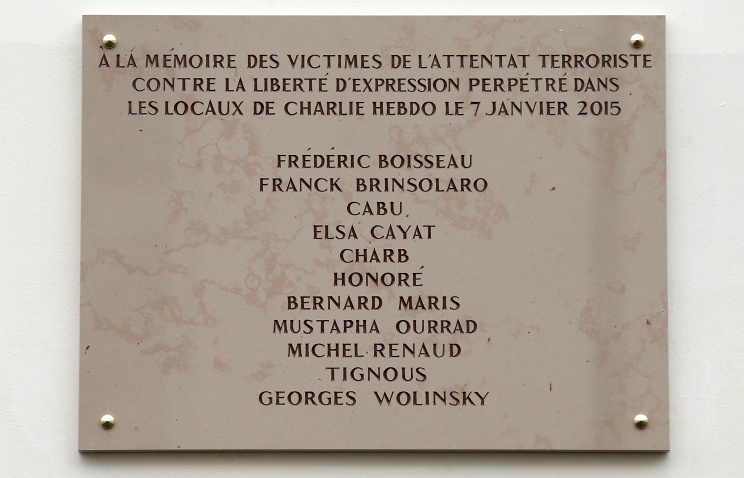 À LA MÉMOIRE DES VICTIMES DE L'ATTENTAT TERRORISTE
CONTRE LA LIBERTÉ D'EXPRESSION PERPÉTRÉ DANS
LES LOCAUX DE CHARLIE HEBDO LE 7 JANVIER 2015
FRÉDÉRIC BOISSEAU
FRANCK BRINSOLARO
CABU
ELSA CAYAT
CHARB
HONORÉ
BERNARD MARIS
MUSTAPHA OURRAD
MICHEL RENAUD
TIGNOUS
GEORGES WOLINSKY